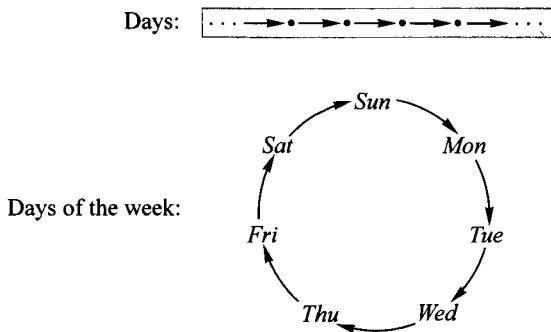 Days:
Sun
Sat
Mon
Days of the week:
Fri
Tue
Thu
Wed